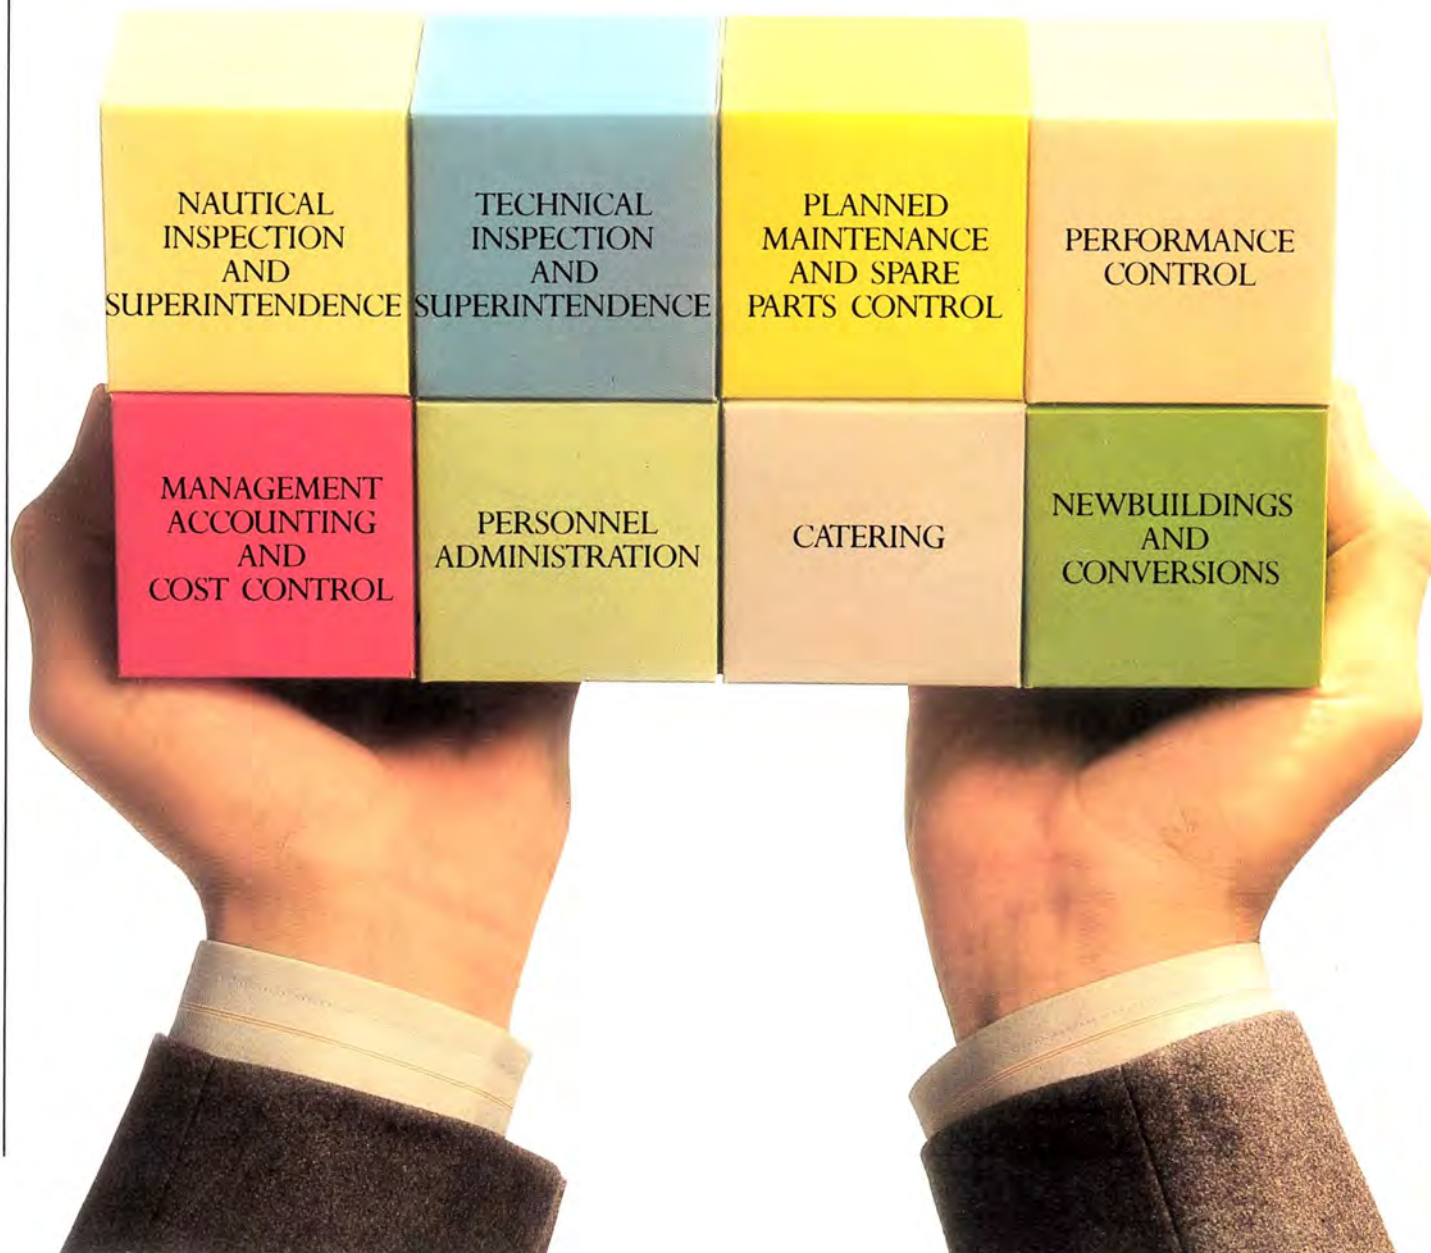 NAUTICAL
INSPECTION
AND
SUPERINTENDENCE
TECHNICAL
INSPECTION
AND
SUPERINTENDENCE
PLANNED
MAINTENANCE
AND SPARE
PARTS CONTROL
PERFORMANCE
CONTROL
MANAGEMENT
ACCOUNTING
AND
COST CONTROL
PERSONNEL
ADMINISTRATION
CATERING
NEWBUILDINGS
AND
CONVERSIONS